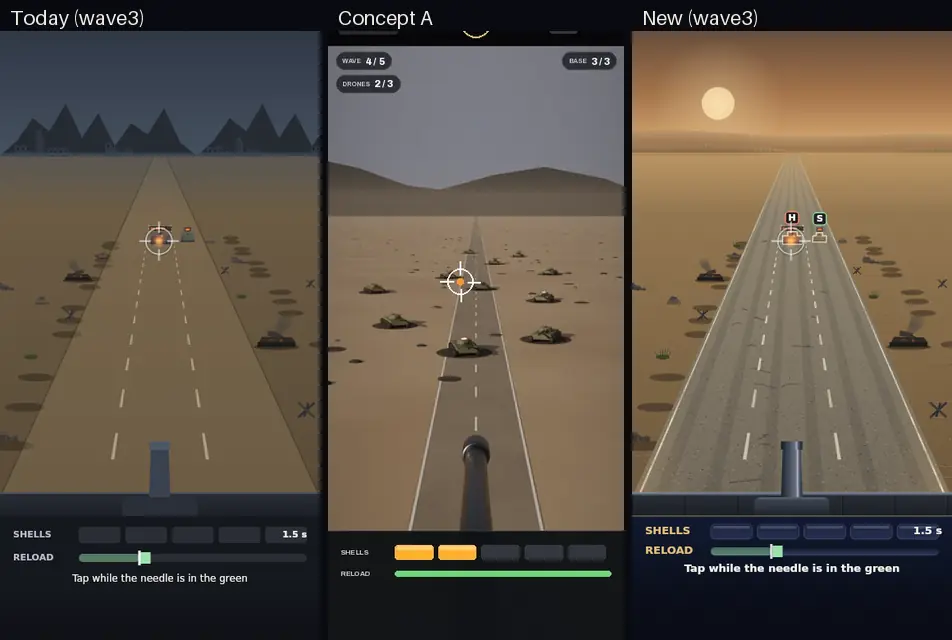 Today (wave3)
SHELLS
1.5 s
RELOAD
Tap while the needle is in the green
Concept A
WAVE 4/5
BASE 3/3
DRONES 2/3
SHELLS
RELOAD
New (wave3)
H
S
SHELLS
1.5 s
RELOAD
Tap while the needle is in the green